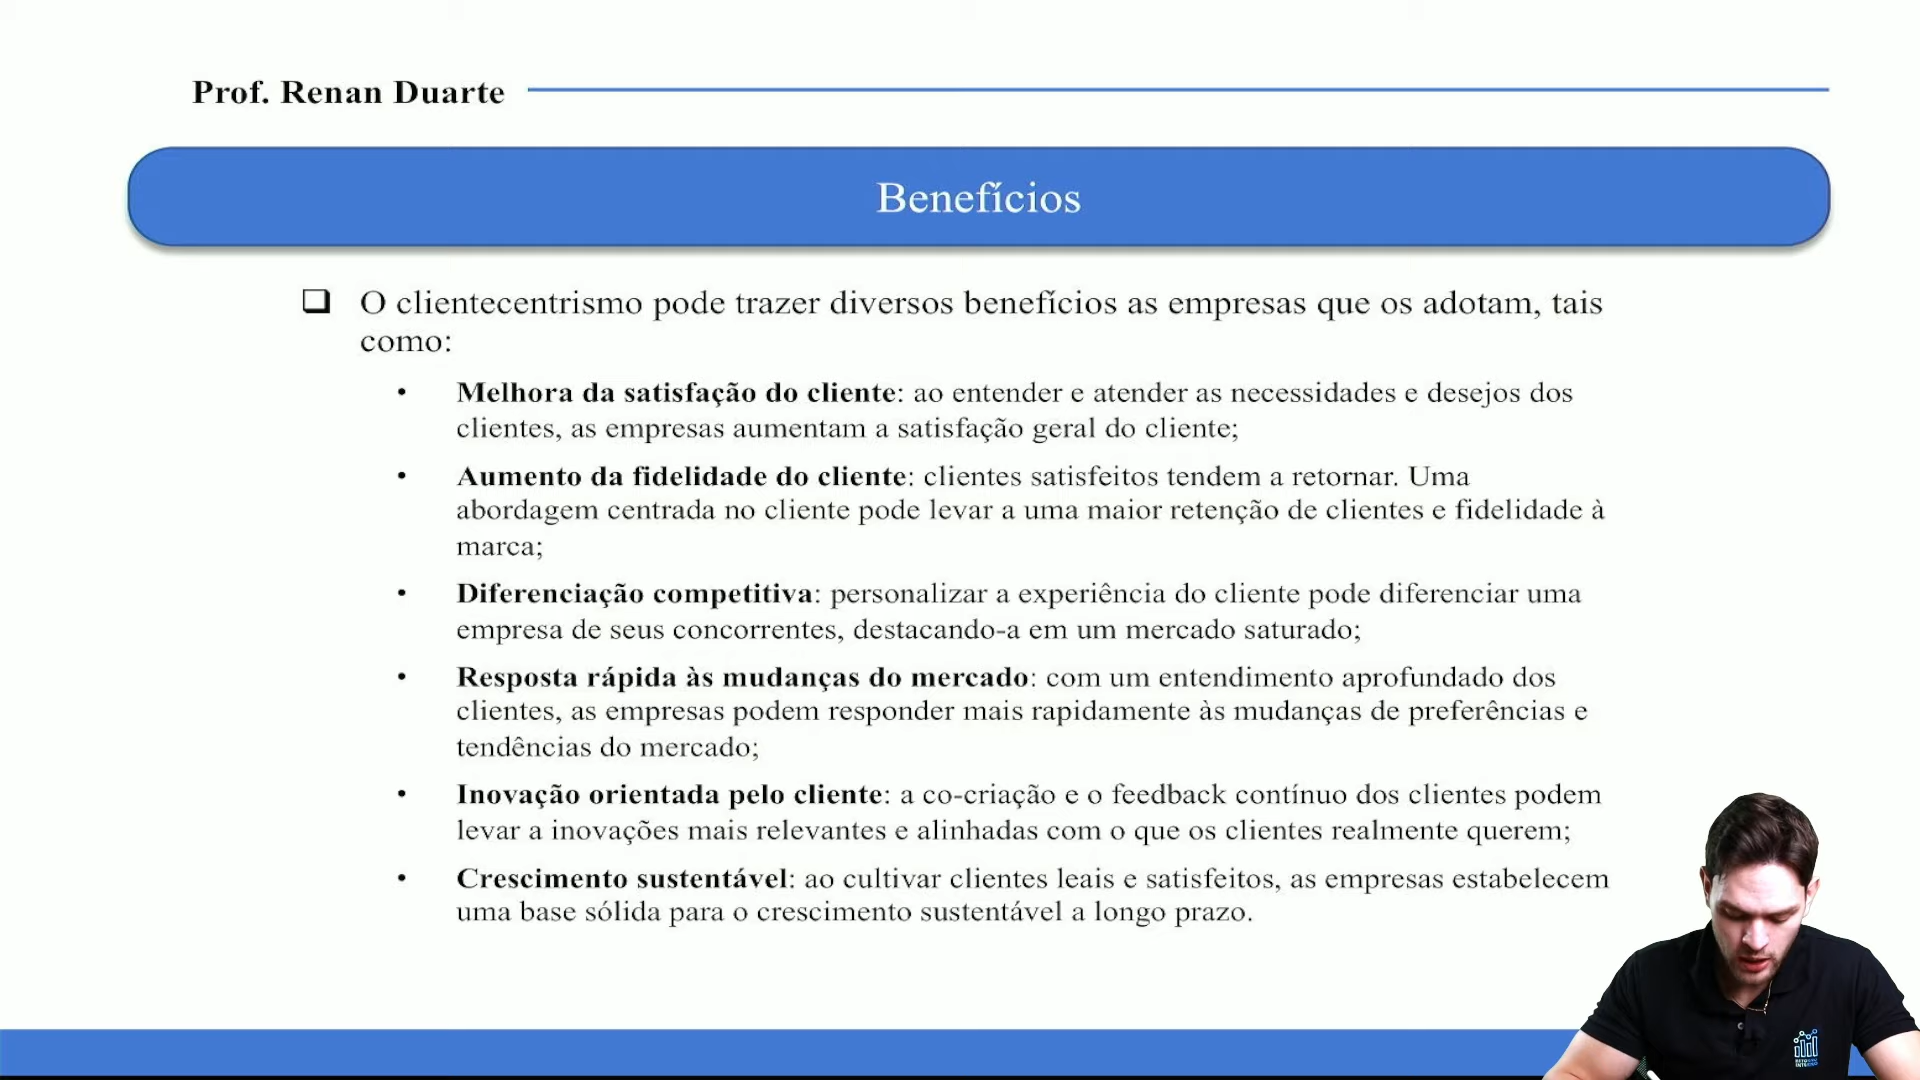 Prof. Renan Duarte
Benefícios
O clientecentrismo pode trazer diversos benefícios as empresas que os adotam, tais
como:
• Melhora da satisfação do cliente: ao entender e atender as necessidades e desejos dos
clientes, as empresas aumentam a satisfação geral do cliente;
• Aumento da fidelidade do cliente: clientes satisfeitos tendem a retornar. Uma
abordagem centrada no cliente pode levar a uma maior retenção de clientes e fidelidade à
marca;
• Diferenciação competitiva: personalizar a experiência do cliente pode diferenciar uma
empresa de seus concorrentes, destacando-a em um mercado saturado;
• Resposta rápida às mudanças do mercado: com um entendimento aprofundado dos
clientes, as empresas podem responder mais rapidamente às mudanças de preferências e
tendências do mercado;
• Inovação orientada pelo cliente: a co-criação e o feedback contínuo dos clientes podem
levar a inovações mais relevantes e alinhadas com o que os clientes realmente querem;
• Crescimento sustentável: ao cultivar clientes leais e satisfeitos, as empresas estabelecem
uma base sólida para o crescimento sustentável a longo prazo.